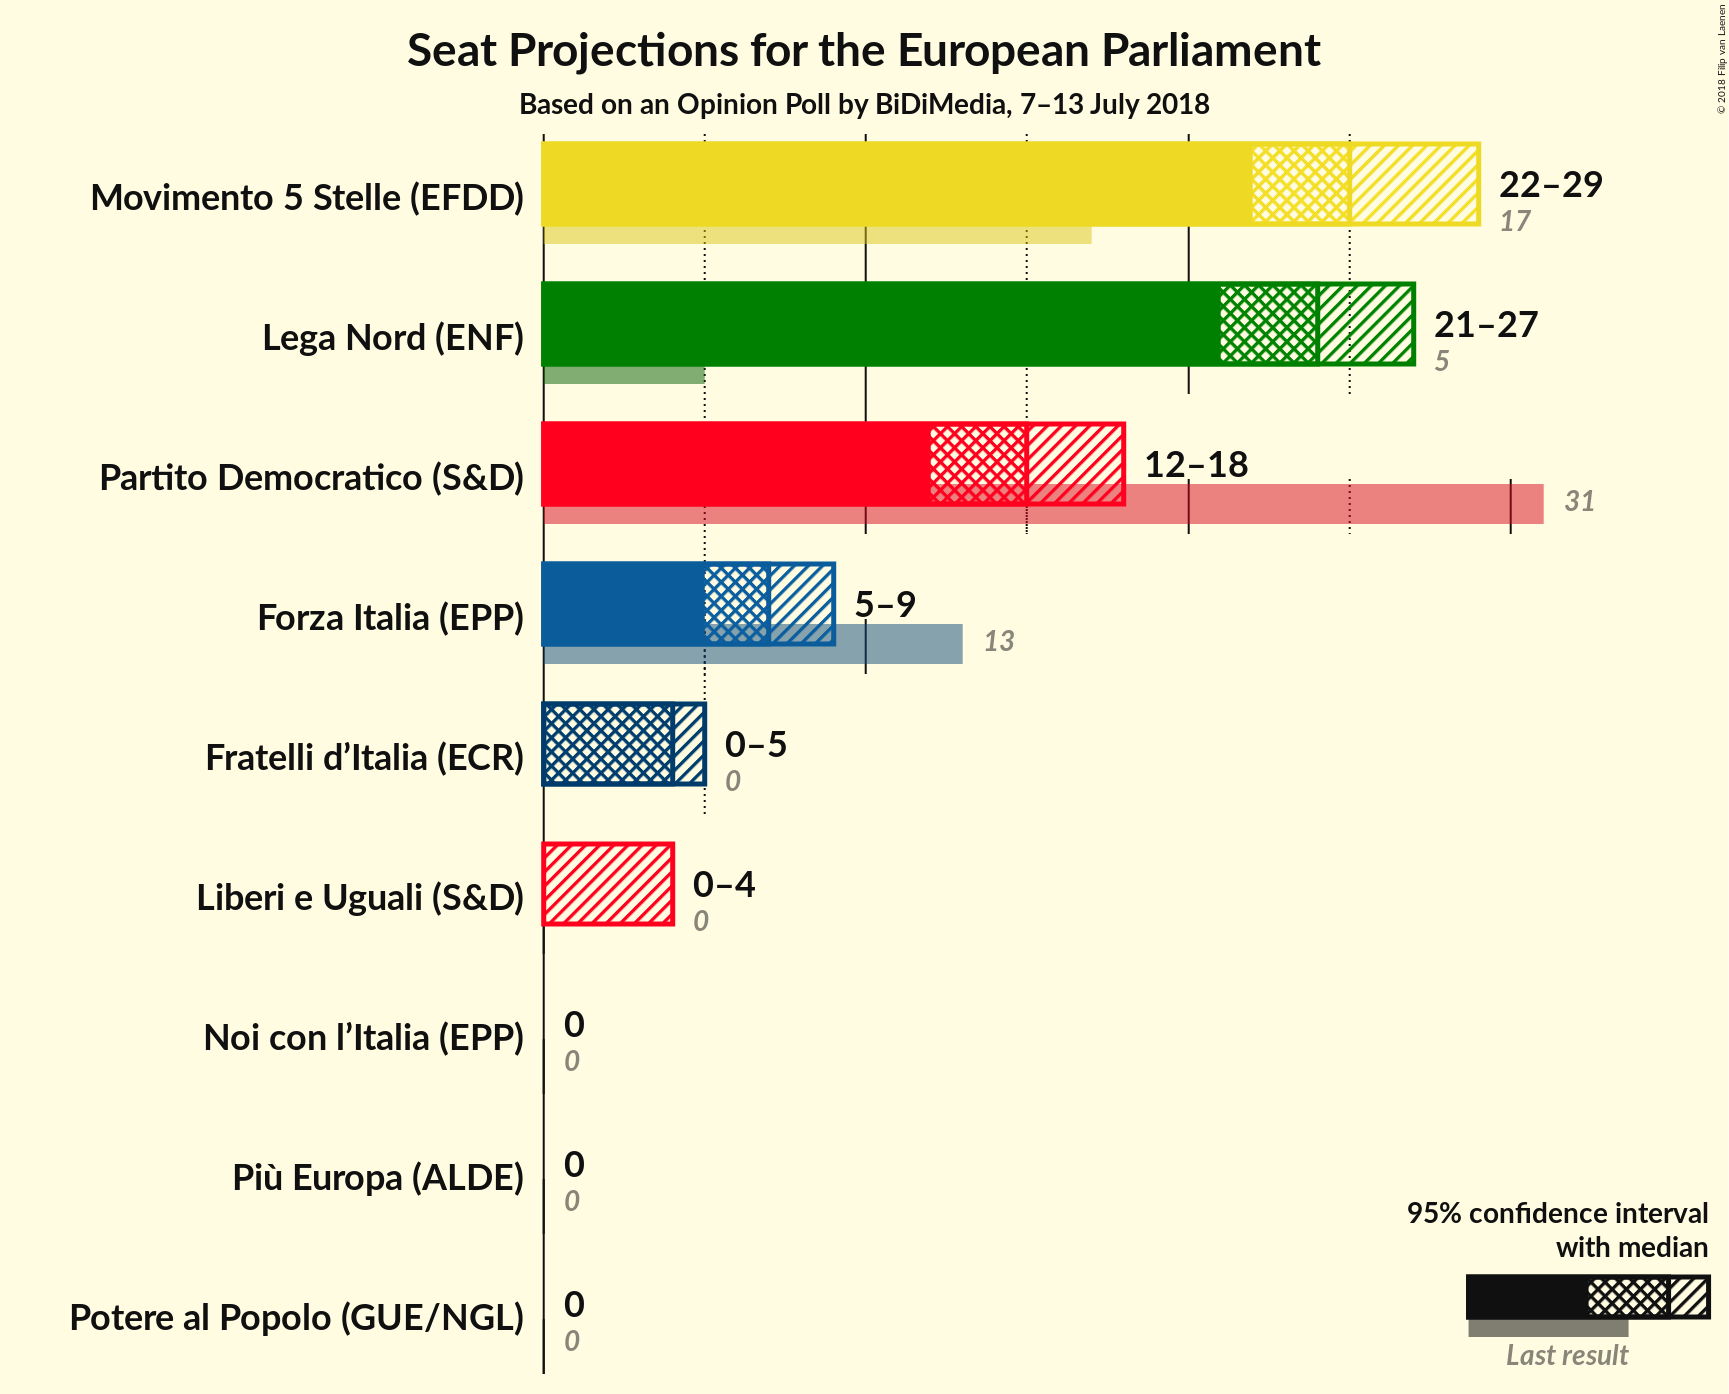 Seat Projections for the European Parliament
Based on an Opinion Poll by BiDiMedia, 7–13 July 2018
© 2018 Filip van Laenen
Movimento 5 Stelle (EFDD)
22–29
17
Lega Nord (ENF)
21–27
5
Partito Democratico (S&D)
12–18
31
Forza Italia (EPP)
5–9
13
Fratelli d’Italia (ECR)
0–5
0
Liberi e Uguali (S&D)
0–4
0
Noi con l’Italia (EPP)
0
0
Più Europa (ALDE)
0
0
Potere al Popolo (GUE/NGL)
0
0
95% confidence interval
with median
Last result